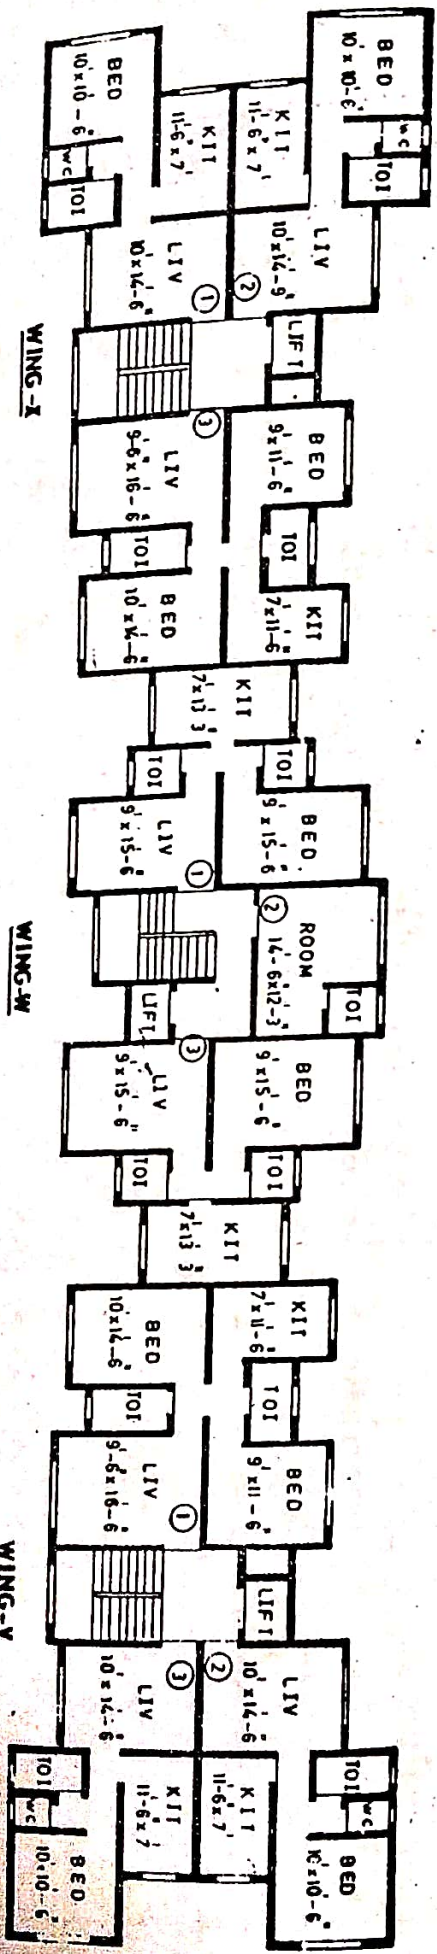 BED
10'x10'-6"
WC
TOI
KIT
11'-6"x7'
KIT
11'-6"x7'
BED
10'x10'-6"
WC
TOI
LIV
10'x14'-6"
1
LIV
10'x14'-9"
2
WING-X
LIFT
3
LIV
9'-6"x16'-6"
BED
9'x11'-6"
TOI
TOI
BED
10'x14'-6"
KIT
7'x11'-6"
KIT
7'x13'3"
TOI
TOI
LIV
9'x15'-6"
1
BED
9'x15'-6"
WING-W
2
ROOM
14'-6"x12'-3"
TOI
LIFT
3
LIV
9'x15'-6"
BED
9'x15'-6"
TOI
TOI
KIT
7'x13'3"
BED
10'x14'-6"
KIT
7'x11'-6"
TOI
TOI
LIV
9'-6"x16'-6"
1
BED
9'x11'-6"
LIFT
3
LIV
10'x14'-6"
2
LIV
10'x14'-6"
TOI
WC
BED
10'x10'-6"
KIT
11'-6"x7'
KIT
11'-6"x7'
TOI
WC
BED
10'x10'-6"